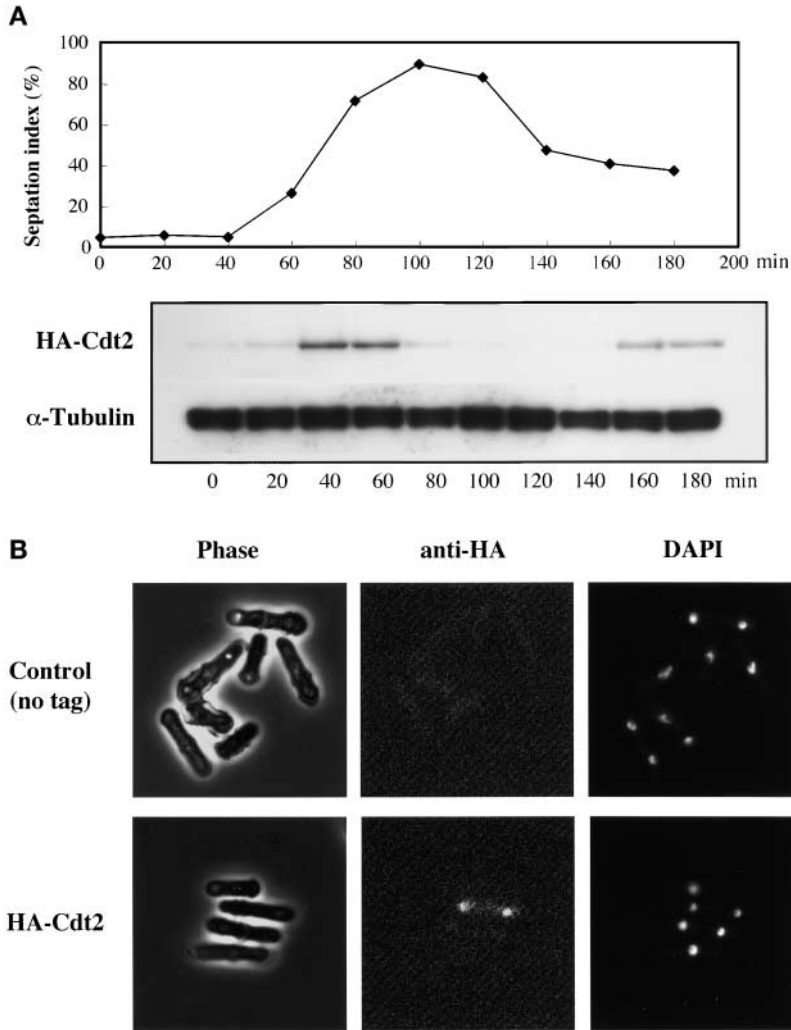 A
Septation index (%)
100
80
60
40
20
0
0 20 40 60 80 100 120 140 160 180 200 min
HA-Cdt2
α-Tubulin
0 20 40 60 80 100 120 140 160 180 min
B
Phase anti-HA DAPI
Control
(no tag)
HA-Cdt2